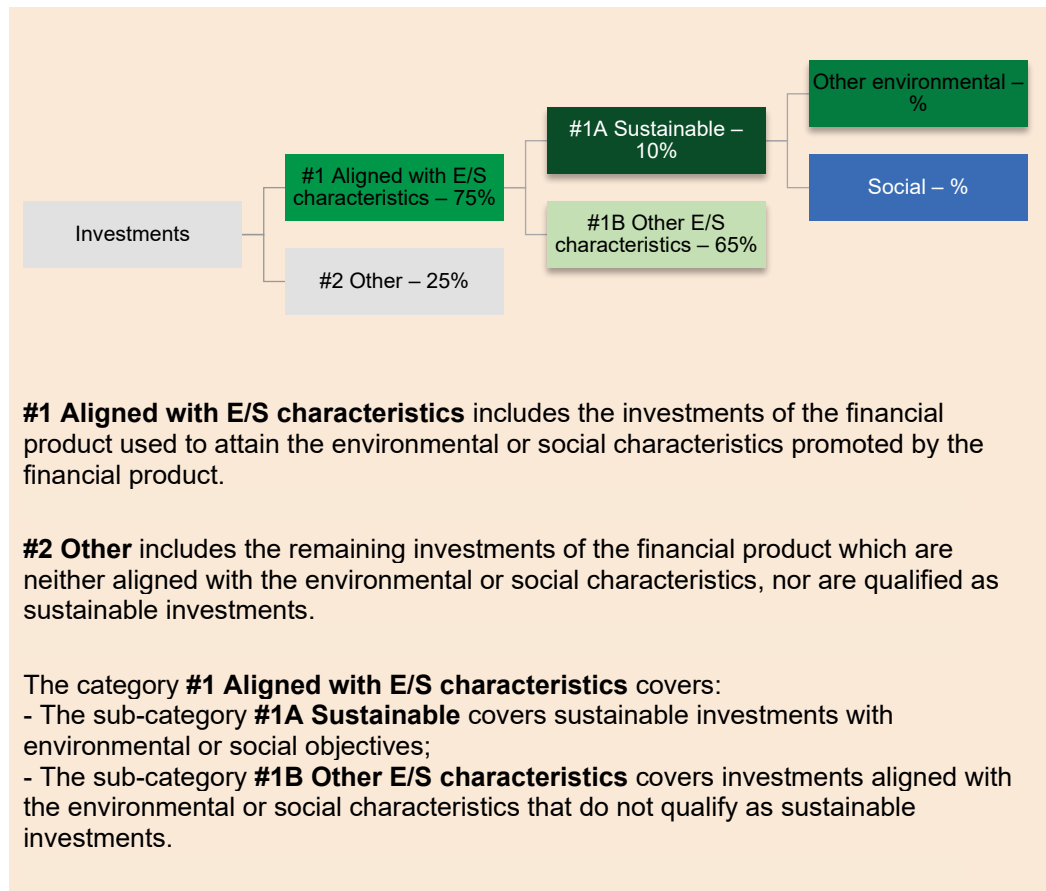 Other environmental –
%
#1A Sustainable –
10%
#1 Aligned with E/S
characteristics – 75%
Social – %
Investments
#1B Other E/S
characteristics – 65%
#2 Other – 25%
#1 Aligned with E/S characteristics includes the investments of the financial
product used to attain the environmental or social characteristics promoted by the
financial product.
#2 Other includes the remaining investments of the financial product which are
neither aligned with the environmental or social characteristics, nor are qualified as
sustainable investments.
The category #1 Aligned with E/S characteristics covers:
- The sub-category #1A Sustainable covers sustainable investments with
environmental or social objectives;
- The sub-category #1B Other E/S characteristics covers investments aligned with
the environmental or social characteristics that do not qualify as sustainable
investments.